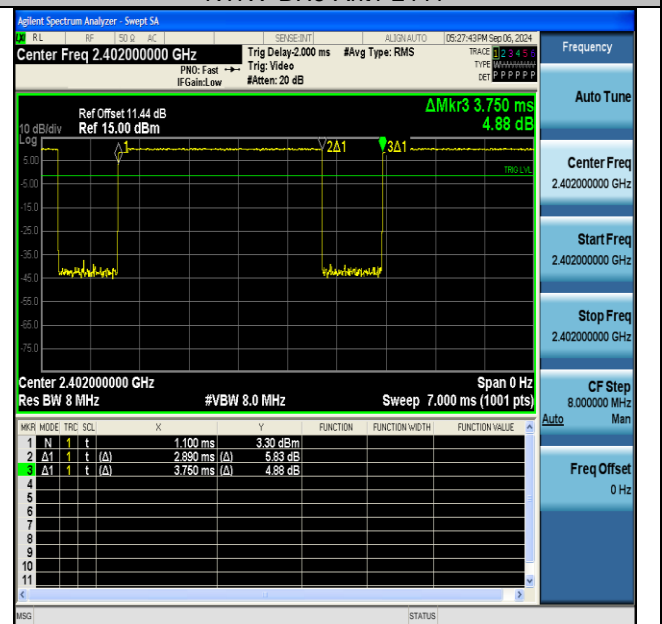 Agilent Spectrum Analyzer - Swept SA
LXI RL RF 50 Ω AC SENSE:INT ALIGN AUTO 05:27:43 PM Sep 06, 2024
Center Freq 2.402000000 GHz
PNO: Fast
IFGain:Low
Trig Delay-2.000 ms
Trig: Video
#Atten: 20 dB
#Avg Type: RMS
TRACE 1 2 3 4 5 6
TYPE
DET P P P P P P
Ref Offset 11.44 dB
10 dB/div Ref 15.00 dBm
Log
ΔMkr3 3.750 ms
4.88 dB
1
2Δ1
3Δ1
TRIG LVL
5.00
-5.00
-15.0
-25.0
-35.0
-45.0
-55.0
-65.0
-75.0
Center 2.402000000 GHz Span 0 Hz
Res BW 8 MHz #VBW 8.0 MHz Sweep 7.000 ms (1001 pts)
MKR MODE TRC SCL X Y FUNCTION FUNCTION WIDTH FUNCTION VALUE
1 N 1 t 1.100 ms 3.30 dBm
2 Δ1 1 t (Δ) 2.890 ms (Δ) 5.83 dB
3 Δ1 1 t (Δ) 3.750 ms (Δ) 4.88 dB
4
5
6
7
8
9
10
11
MSG STATUS
Frequency
Auto Tune
Center Freq
2.402000000 GHz
Start Freq
2.402000000 GHz
Stop Freq
2.402000000 GHz
CF Step
8.000000 MHz
Auto Man
Freq Offset
0 Hz